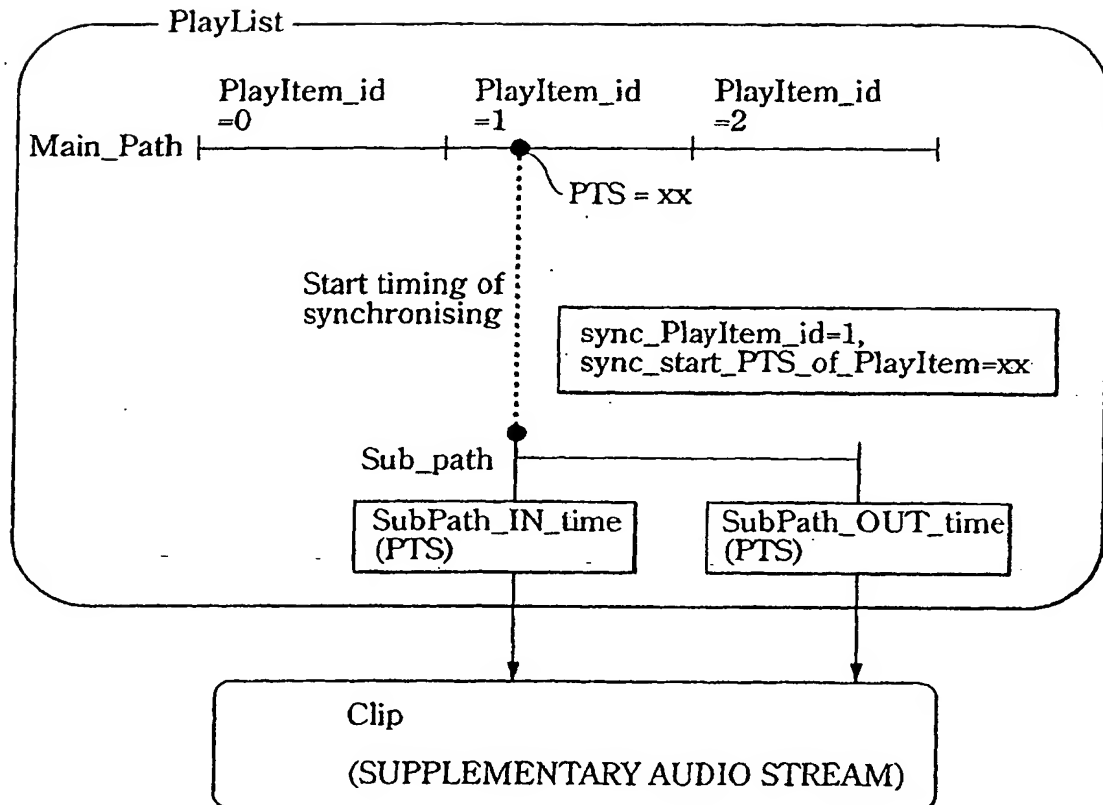 PlayList
PlayItem_id
=0
PlayItem_id
=1
PlayItem_id
=2
Main_Path
PTS = xx
Start timing of
synchronising
sync_PlayItem_id=1,
sync_start_PTS_of_PlayItem=xx
Sub_path
SubPath_IN_time
(PTS)
SubPath_OUT_time
(PTS)
Clip
(SUPPLEMENTARY AUDIO STREAM)